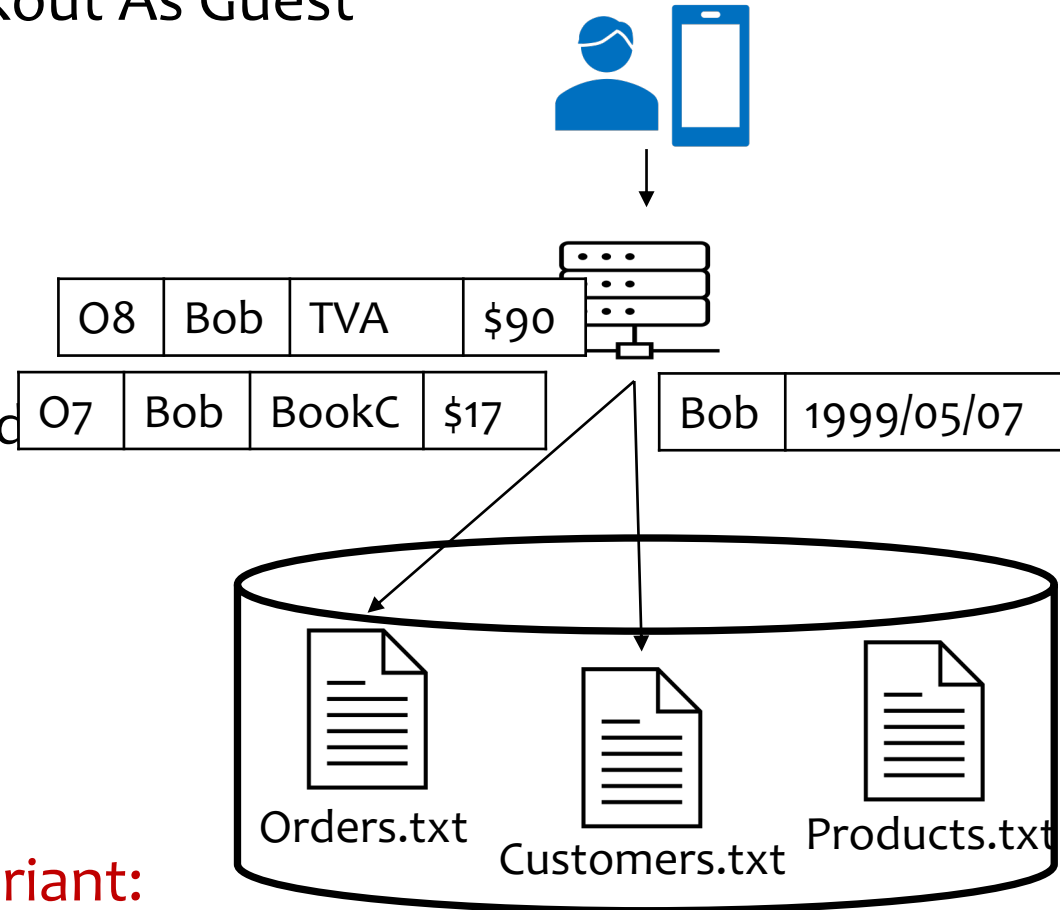 kout As Guest
O8 Bob TVA $90
O7 Bob BookC $17
Bob 1999/05/07
Orders.txt
Customers.txt
Products.txt
riant: